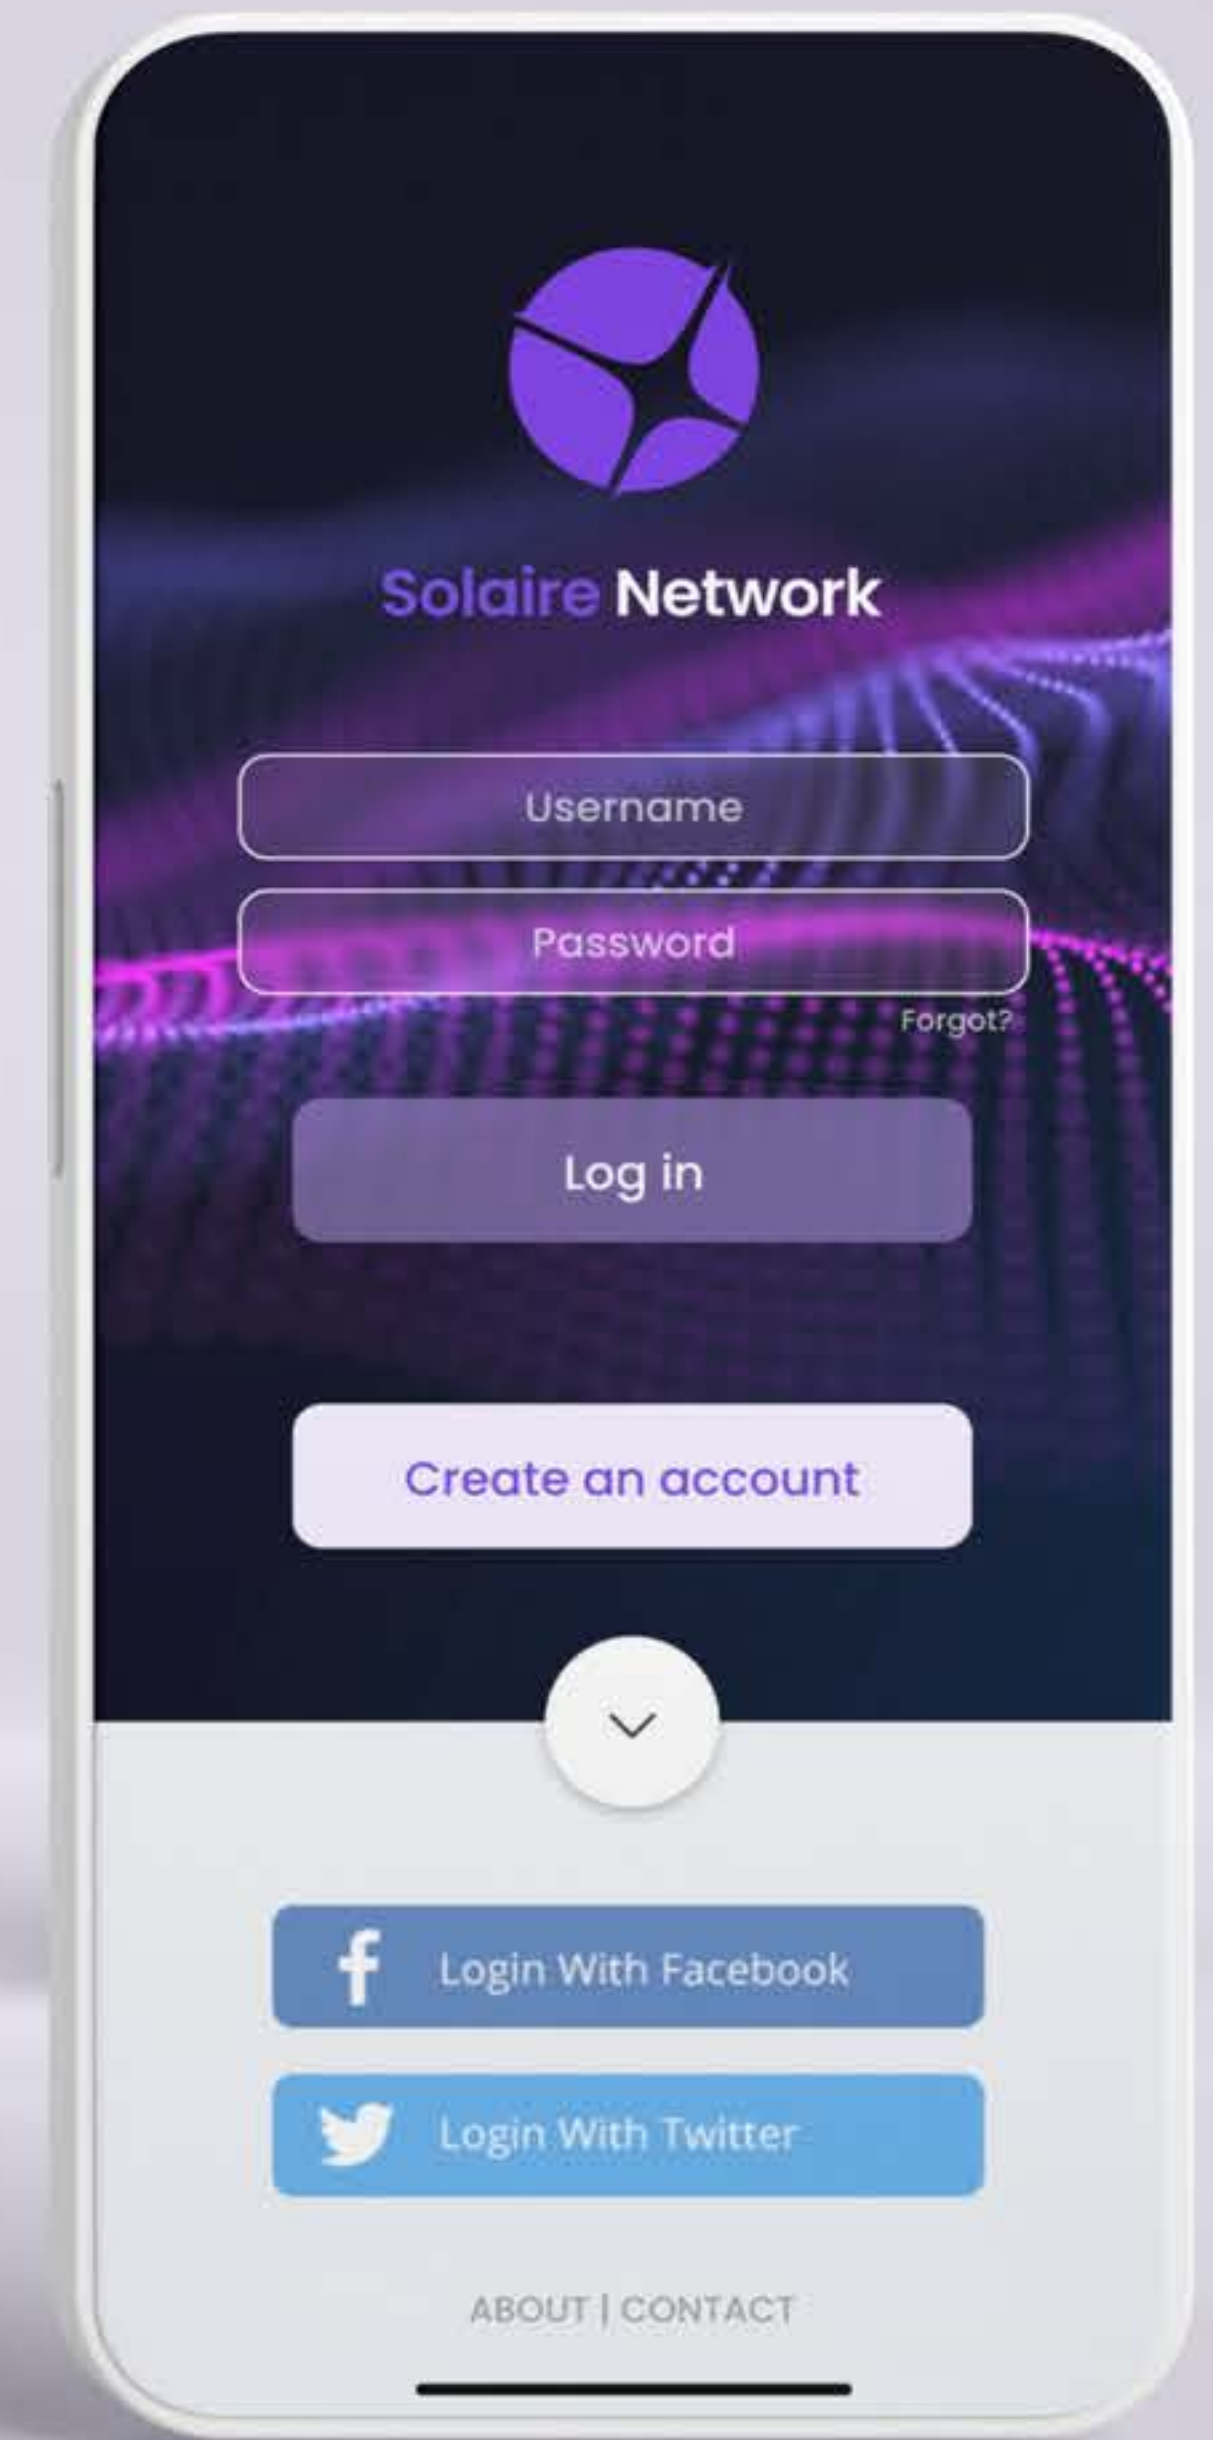 Solaire Network
Username
Password
Forgot?
Log in
Create an account
Login With Facebook
Login With Twitter
ABOUT | CONTACT